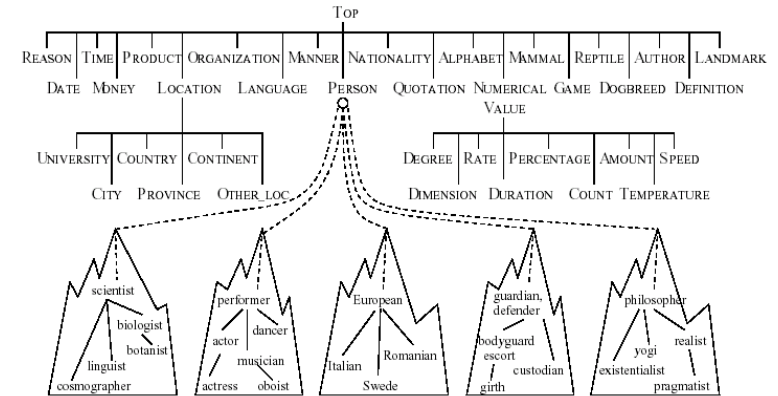 TOP
REASON TIME PRODUCT ORGANIZATION MANNER NATIONALITY ALPHABET MAMMAL REPTILE AUTHOR LANDMARK
DATE MONEY LOCATION LANGUAGE PERSON QUOTATION NUMERICAL GAME DOGBREED DEFINITION
VALUE
UNIVERSITY COUNTRY CONTINENT DEGREE RATE PERCENTAGE AMOUNT SPEED
CITY PROVINCE OTHER_LOC DIMENSION DURATION COUNT TEMPERATURE
scientist
biologist
botanist
linguist
cosmographer
performer
dancer
actor
musician
actress oboist
European
Romanian
Italian
Swede
guardian,
defender
bodyguard
escort
custodian
girth
philosopher
realist
yogi
existentialist
pragmatist